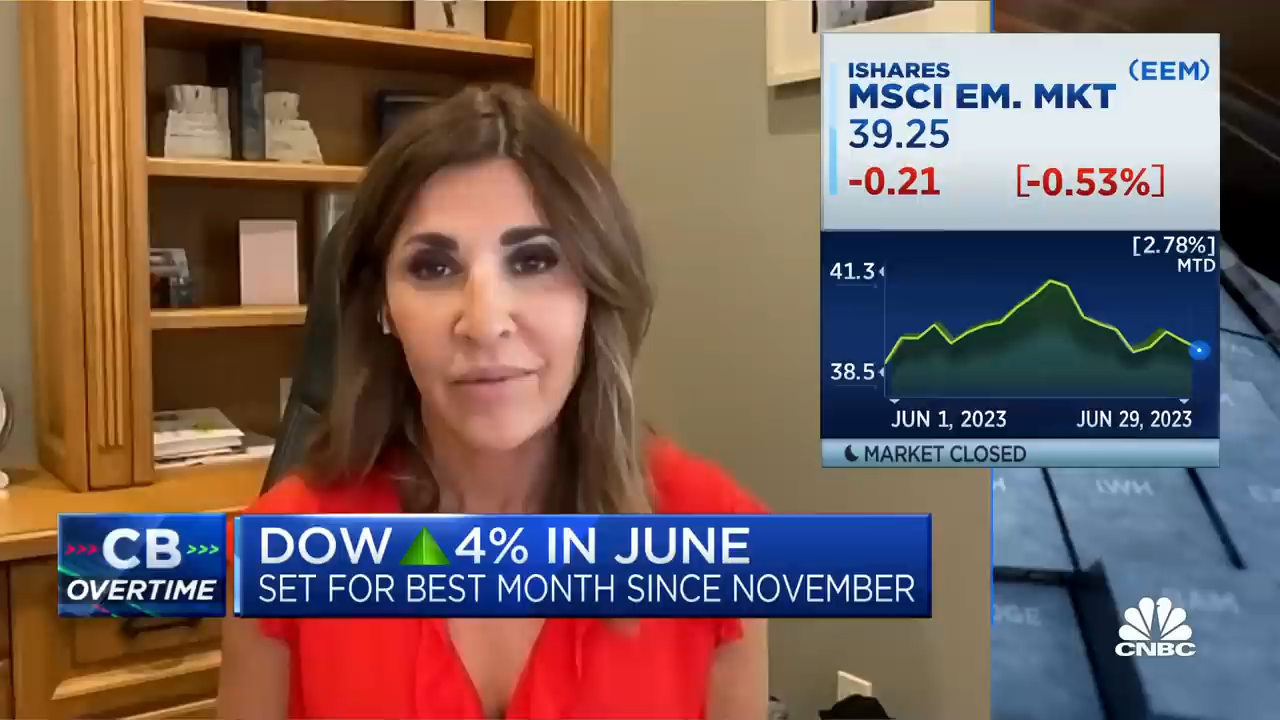 ISHARES
(EEM)
MSCI EM. MKT
39.25
-0.21 [-0.53%]
[2.78%]
MTD
41.3
38.5
JUN 1, 2023 JUN 29, 2023
MARKET CLOSED
>>> CB >>>
OVERTIME
DOW 4% IN JUNE
SET FOR BEST MONTH SINCE NOVEMBER
IWM
CNBC